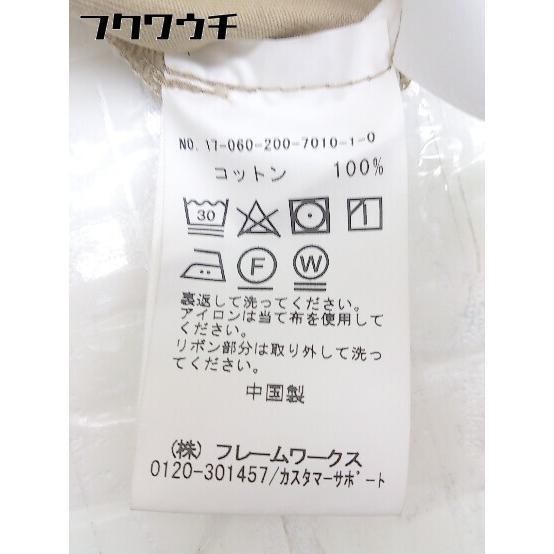 フクワウチ
NO. 17-060-200-7010-1-0
コットン 100%
30
F W
裏返して洗ってください。
アイロンは当て布を使用して
ください。
リボン部分は取り外して洗っ
てください。
中国製
(株) フレームワークス
0120-301457/カスタマーサポート